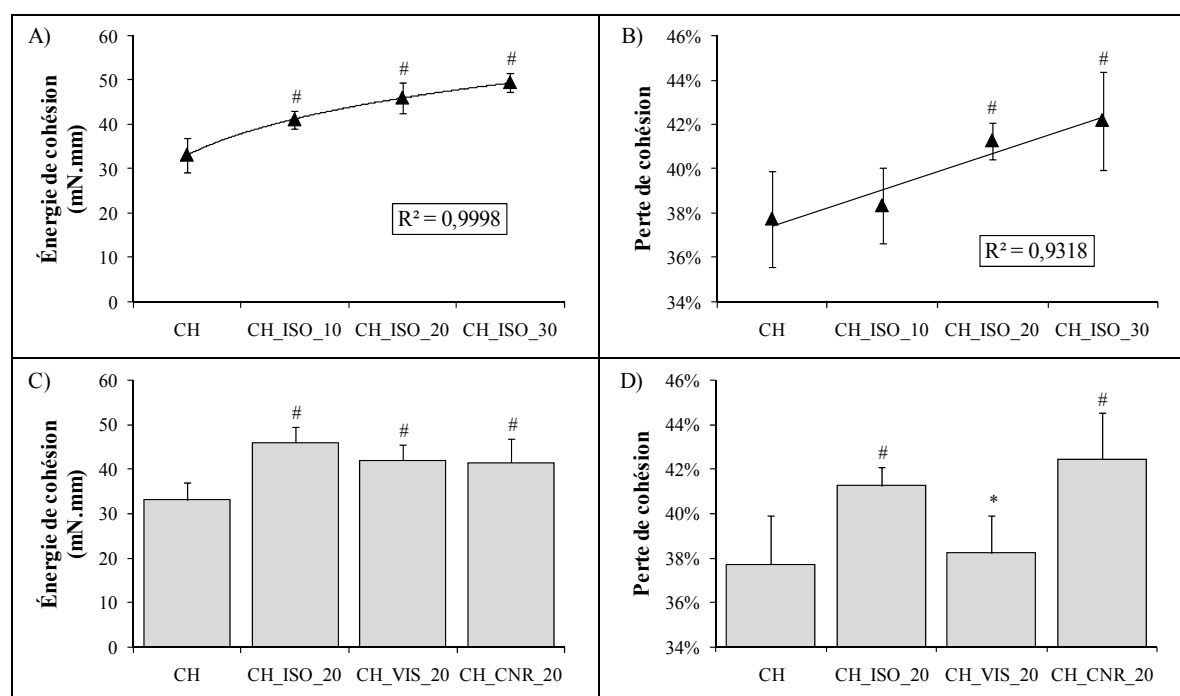 A)
Énergie de cohésion
(mN.mm)
60
50
40
30
20
10
0
#
#
#
R² = 0,9998
CH
CH_ISO_10
CH_ISO_20
CH_ISO_30
B)
Perte de cohésion
46%
44%
42%
40%
38%
36%
34%
#
#
R² = 0,9318
CH
CH_ISO_10
CH_ISO_20
CH_ISO_30
C)
Énergie de cohésion
(mN.mm)
60
50
40
30
20
10
0
#
#
#
CH
CH_ISO_20
CH_VIS_20
CH_CNR_20
D)
Perte de cohésion
46%
44%
42%
40%
38%
36%
34%
#
*
#
CH
CH_ISO_20
CH_VIS_20
CH_CNR_20